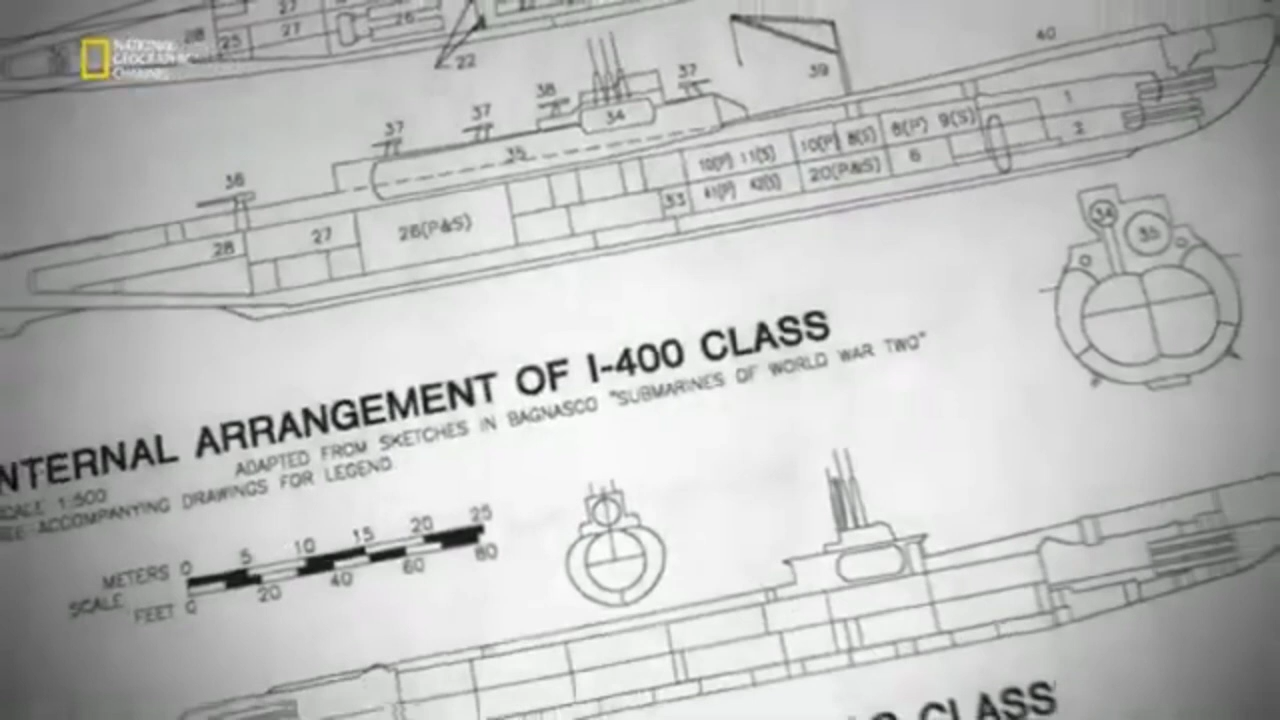 NATIONAL
GEOGRAPHIC
CHANNEL
27
28 25 27 26
22
40
37 39
38
37 34
37
1
36 35 10(P) 11(S) 10(P) 8(S) 8(P) 9(S) 2
33 41(P) 42(S) 20(P&S) 6
28 27 26(P&S)
34 35
NTERNAL ARRANGEMENT OF I-400 CLASS
ADAPTED FROM SKETCHES IN BAGNASCO "SUBMARINES OF WORLD WAR TWO"
SCALE 1:500
SEE ACCOMPANYING DRAWINGS FOR LEGEND
METERS 0 5 10 15 20 25
SCALE
FEET 0 20 40 60 80
CLASS